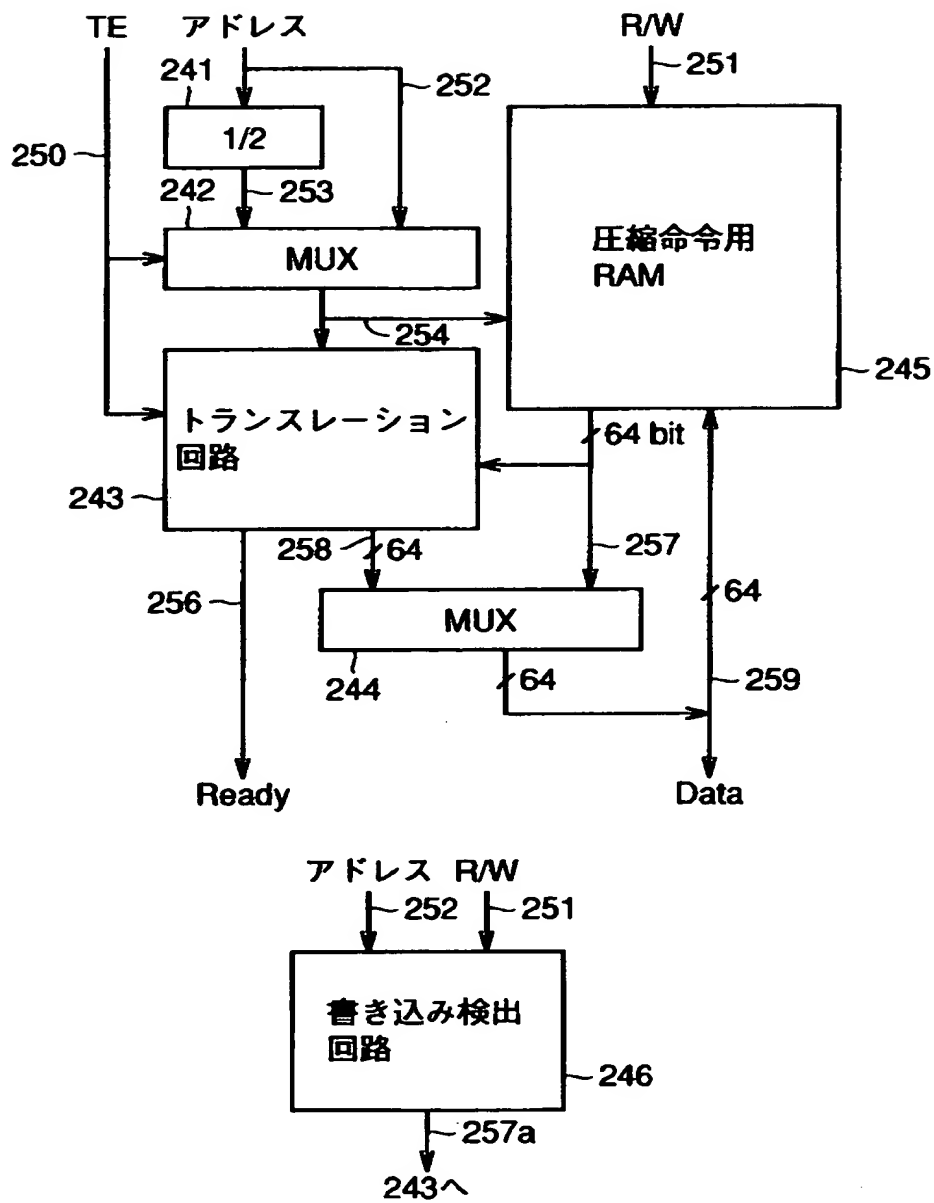 TE
アドレス
R/W
251
241
252
1/2
250
253
242
MUX
圧縮命令用
RAM
254
245
トランスレーション
回路
64 bit
243
258
64
257
256
MUX
64
244
64
259
Ready
Data
アドレス R/W
252
251
書き込み検出
回路
246
257a
243へ